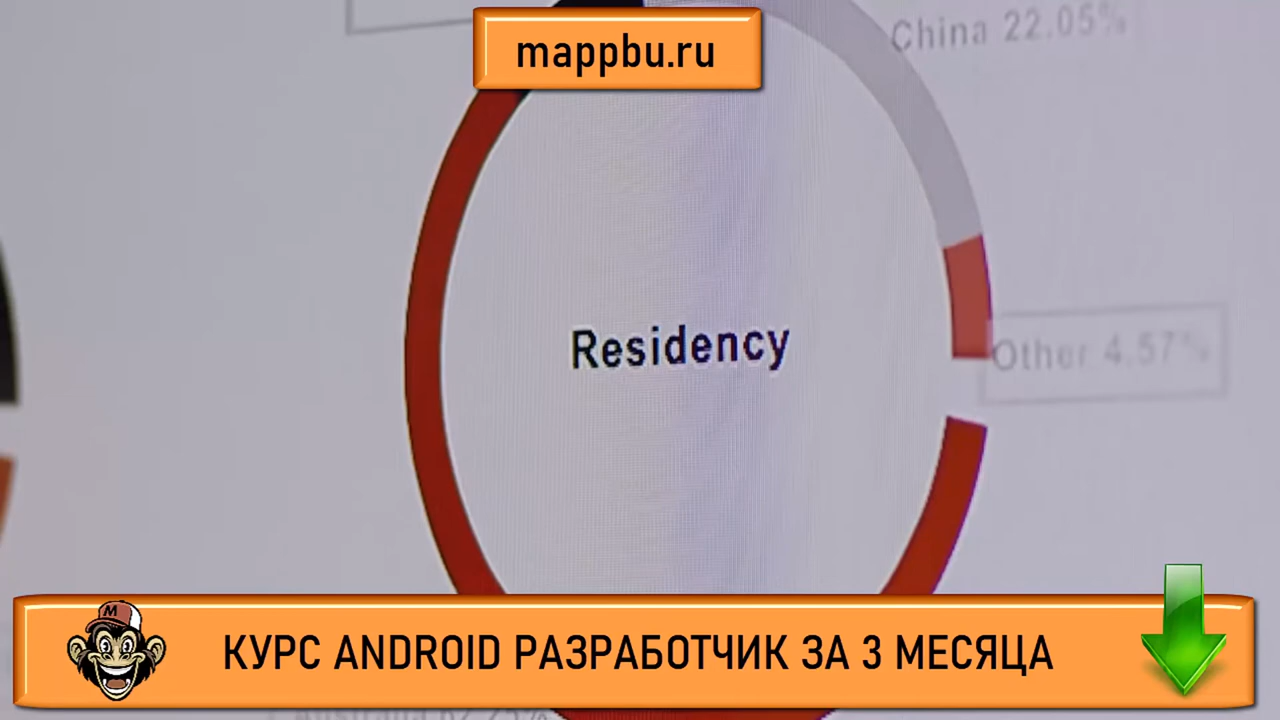 China 22.05%
mappbu.ru
Residency
Other 4.57%
КУРС ANDROID РАЗРАБОТЧИК ЗА 3 МЕСЯЦА
M